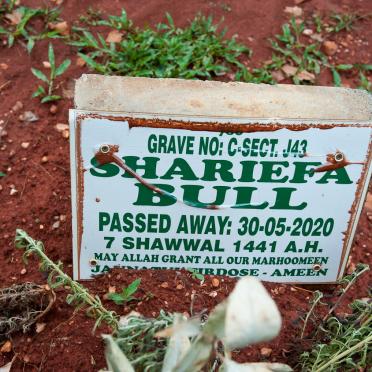 GRAVE NO: C-SECT. J43
SHARIEFA
BULL
PASSED AWAY: 30-05-2020
7 SHAWWAL 1441 A.H.
MAY ALLAH GRANT ALL OUR MARHOOMEEN
FIRDOSE - AMEEN